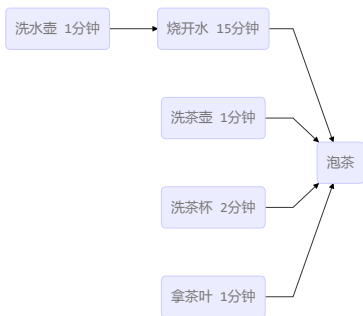 洗水壶 1分钟
烧开水 15分钟
洗茶壶 1分钟
泡茶
洗茶杯 2分钟
拿茶叶 1分钟